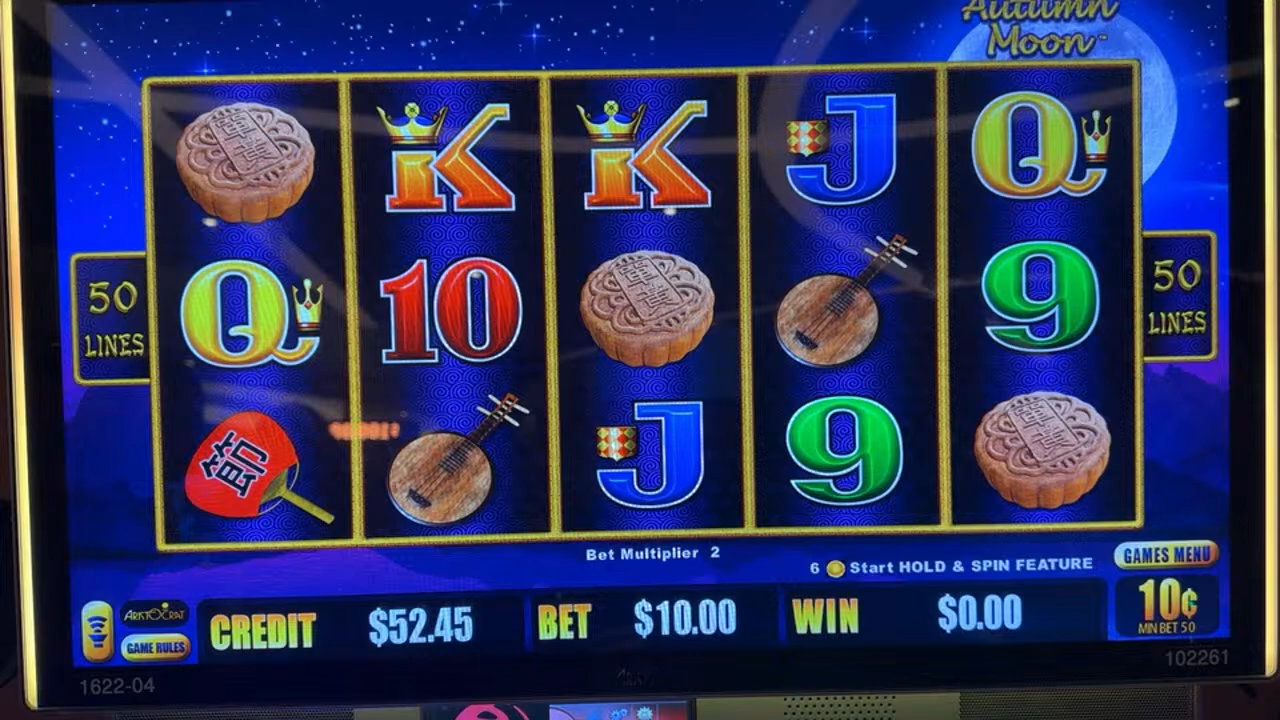 Autumn
Moon
K
K
J
Q
50
LINES
Q
10
9
50
LINES
節
J
9
Bet Multiplier 2
6 Start HOLD & SPIN FEATURE
GAMES MENU
ARISTOCRAT
GAME RULES
CREDIT $52.45
BET $10.00
WIN $0.00
10¢
MIN BET 50
1622-04
102261